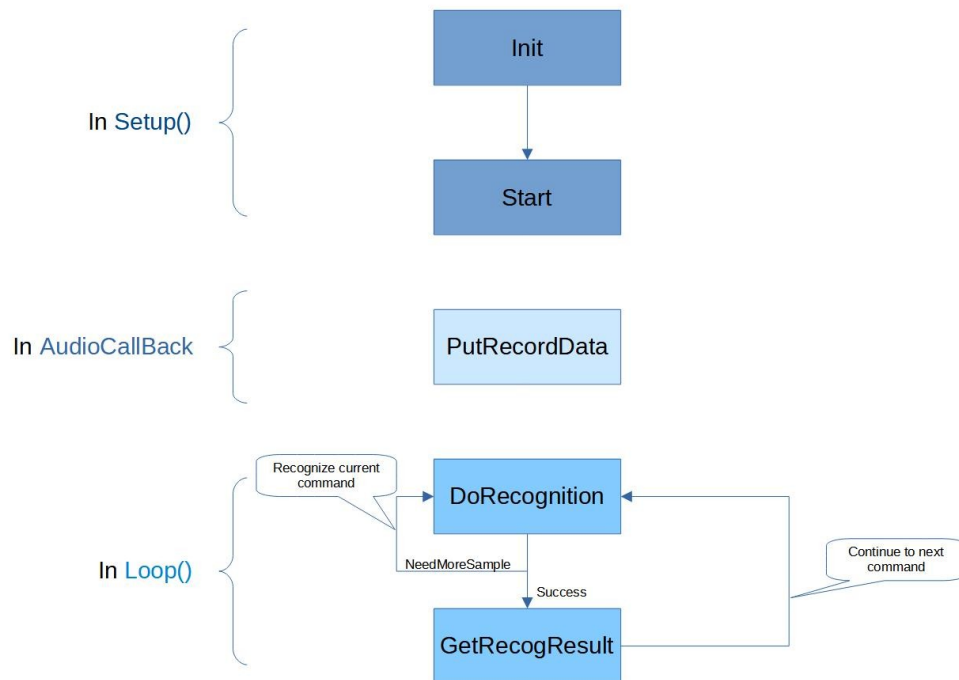 Init
In Setup()
Start
In AudioCallBack
PutRecordData
Recognize current
command
DoRecognition
NeedMoreSample
In Loop()
Success
Continue to next
command
GetRecogResult